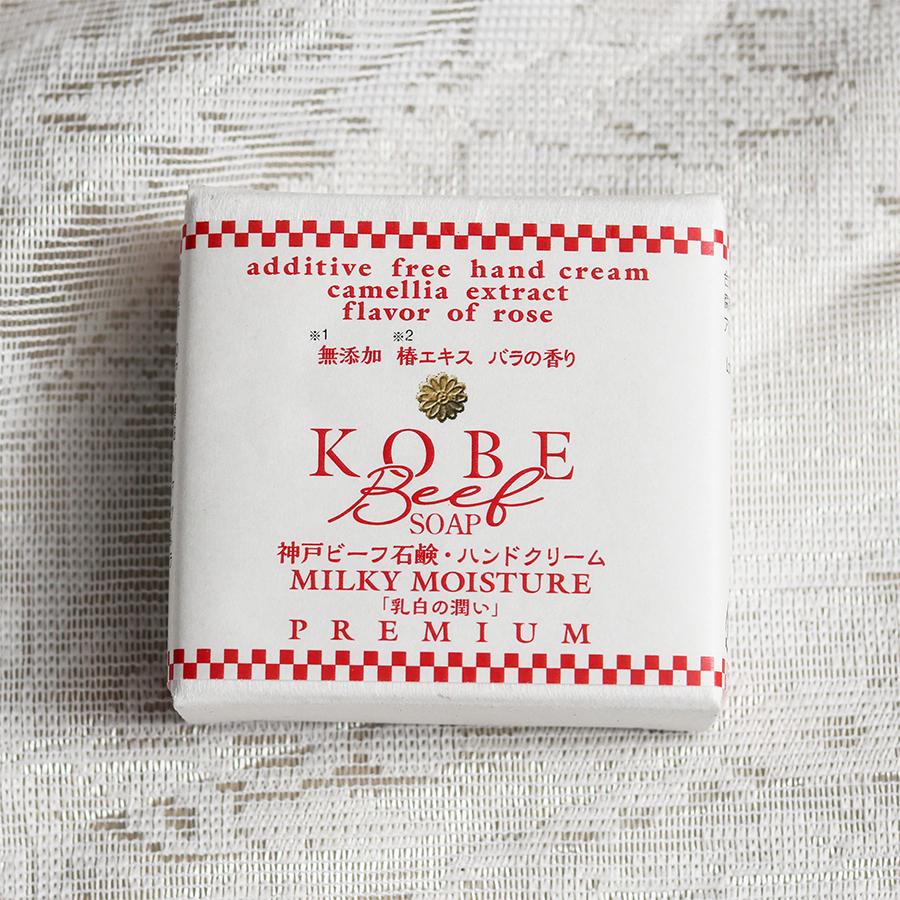 additive free hand cream
camellia extract
flavor of rose
※1 ※2
無添加 椿エキス バラの香り
KOBE
Beef
SOAP
神戸ビーフ石鹸・ハンドクリーム
MILKY MOISTURE
「乳白の潤い」
PREMIUM